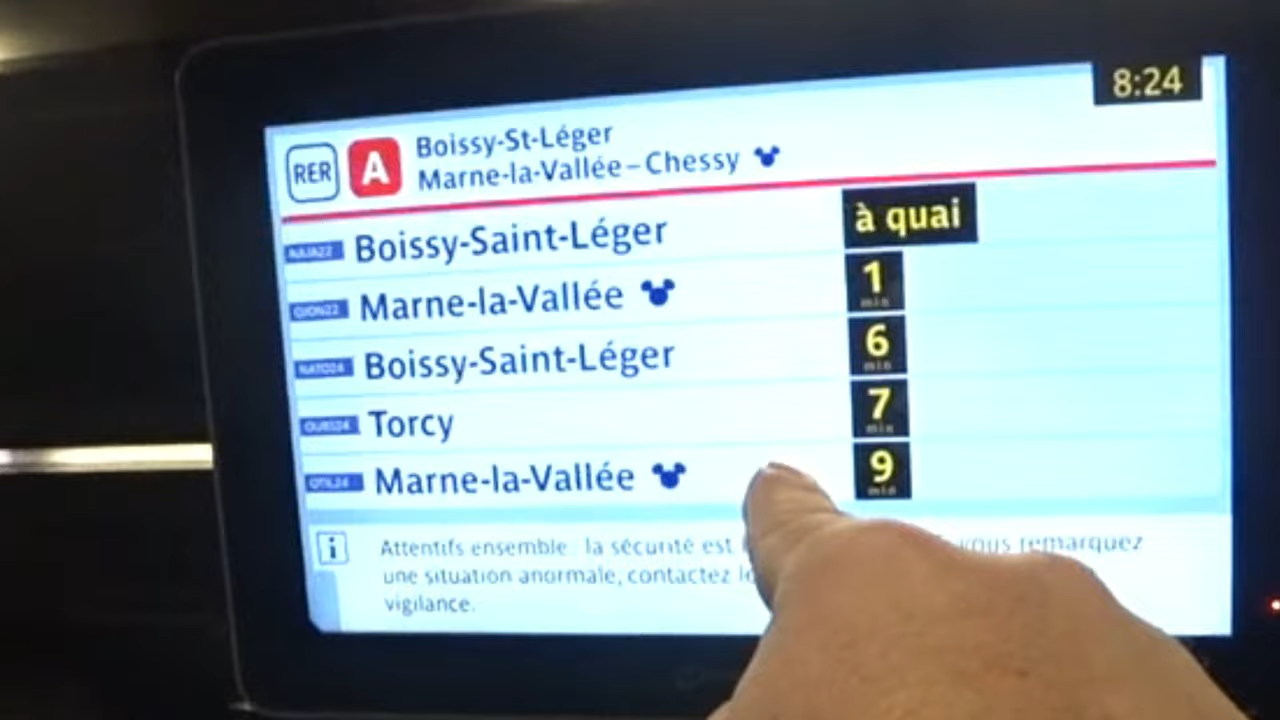 8:24
RER A Boissy-St-Léger
Marne-la-Vallée – Chessy
Boissy-Saint-Léger à quai
Marne-la-Vallée 1 min
Boissy-Saint-Léger 6 min
Torcy 7 min
Marne-la-Vallée 9 min
i Attentifs ensemble : la sécurité est vous remarquez
une situation anormale, contactez
vigilance.